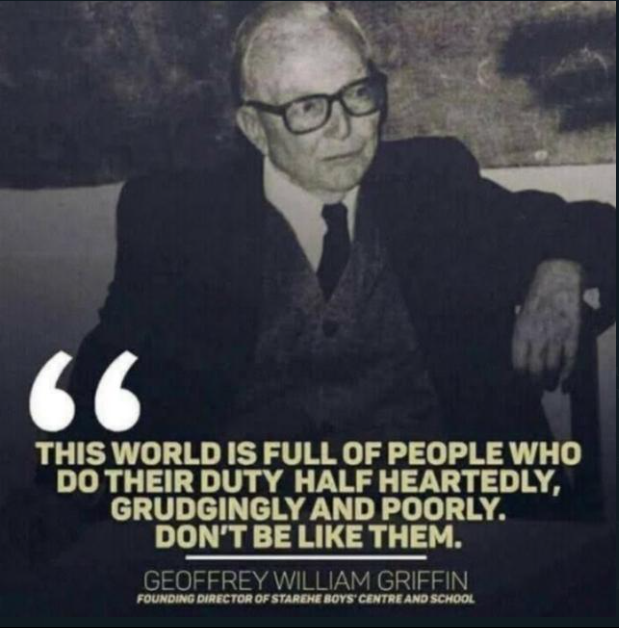 “
THIS WORLD IS FULL OF PEOPLE WHO
DO THEIR DUTY HALF HEARTEDLY,
GRUDGINGLY AND POORLY.
DON'T BE LIKE THEM.
GEOFFREY WILLIAM GRIFFIN
FOUNDING DIRECTOR OF STAREHE BOYS' CENTRE AND SCHOOL